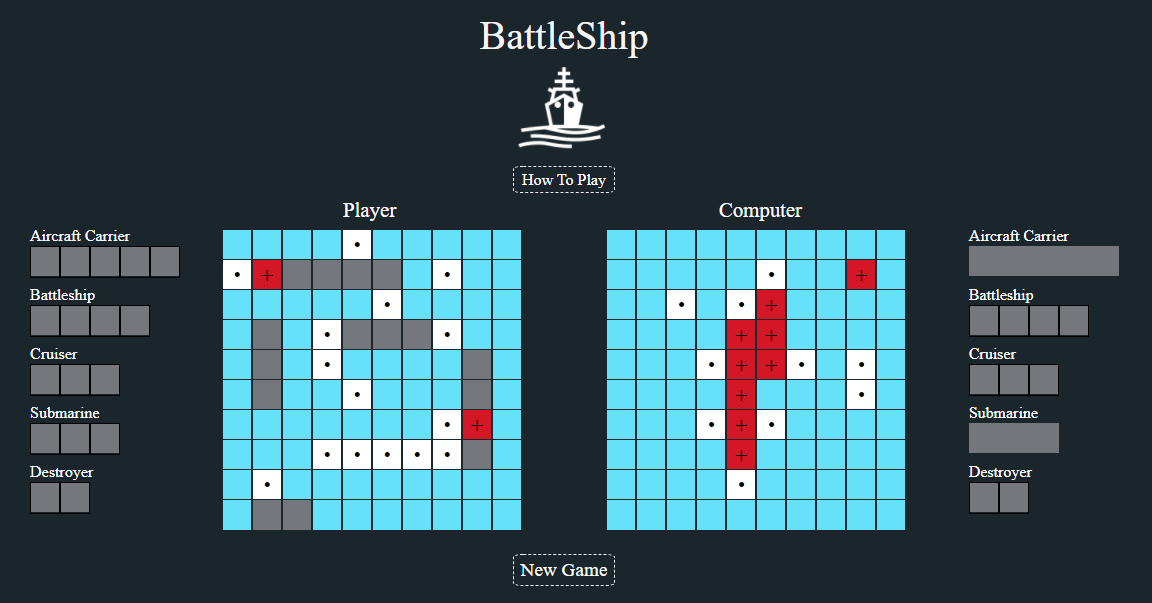 BattleShip
How To Play
Player
Computer
Aircraft Carrier
Battleship
Cruiser
Submarine
Destroyer
Aircraft Carrier
Battleship
Cruiser
Submarine
Destroyer
New Game